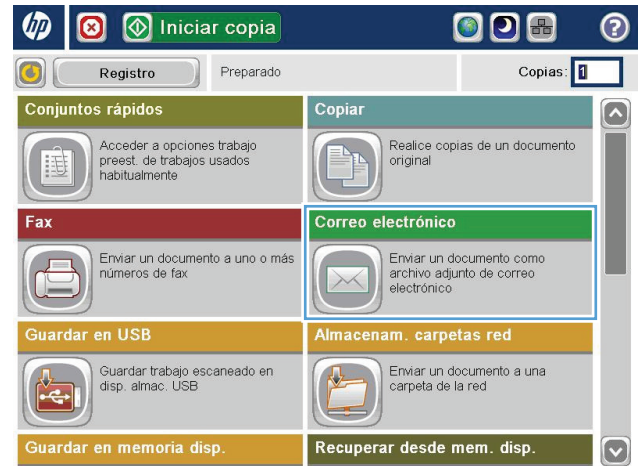 hp
Iniciar copia
?
Registro
Preparado
Copias: 1
Conjuntos rápidos
Acceder a opciones trabajo
preest. de trabajos usados
habitualmente
Copiar
Realice copias de un documento
original
Fax
Enviar un documento a uno o más
números de fax
Correo electrónico
Enviar un documento como
archivo adjunto de correo
electrónico
Guardar en USB
Guardar trabajo escaneado en
disp. almac. USB
Almacenam. carpetas red
Enviar un documento a una
carpeta de la red
Guardar en memoria disp.
Recuperar desde mem. disp.